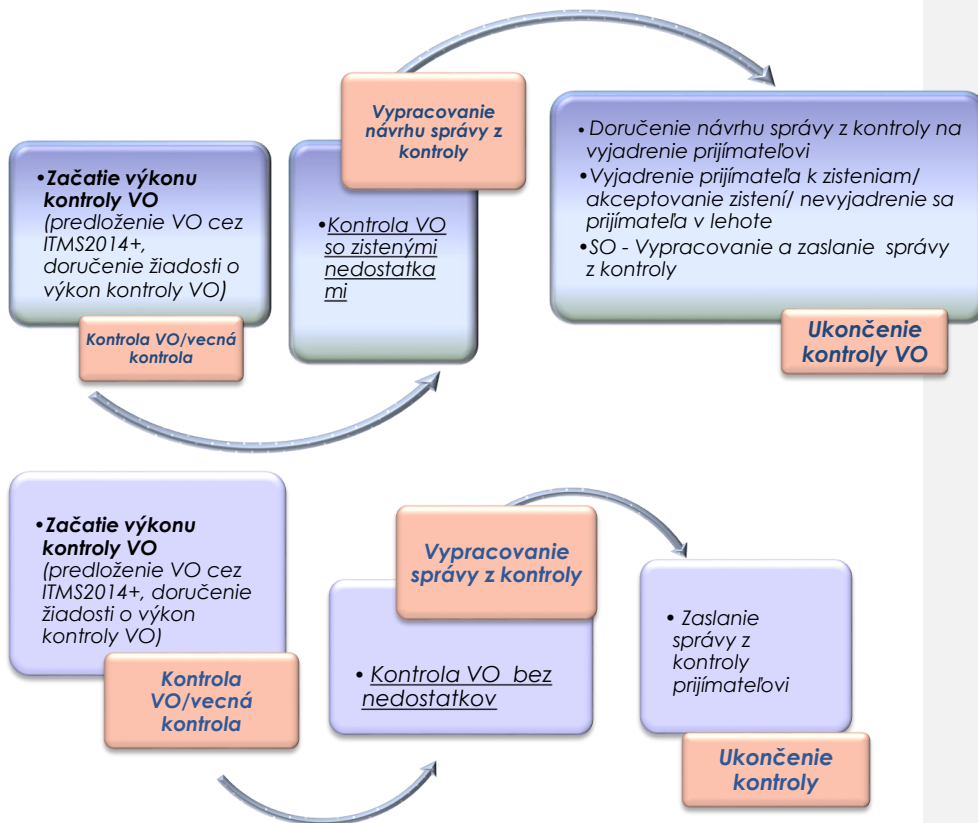 •Začatie výkonu
kontroly VO
(predloženie VO cez
ITMS2014+,
doručenie žiadosti o
výkon kontroly VO)
Kontrola VO/vecná
kontrola
•Kontrola VO
so zistenými
nedostatka
mi
Vypracovanie
návrhu správy z
kontroly
• Doručenie návrhu správy z kontroly na
vyjadrenie prijímateľovi
•Vyjadrenie prijímateľa k zisteniam/
akceptovanie zistení/ nevyjadrenie sa
prijímateľa v lehote
•SO - Vypracovanie a zaslanie správy
z kontroly
Ukončenie
kontroly VO
•Začatie výkonu
kontroly VO
(predloženie VO cez
ITMS2014+, doručenie
žiadosti o výkon
kontroly VO)
Kontrola
VO/vecná
kontrola
• Kontrola VO bez
nedostatkov
Vypracovanie
správy z kontroly
• Zaslanie
správy z
kontroly
prijímateľovi
Ukončenie
kontroly